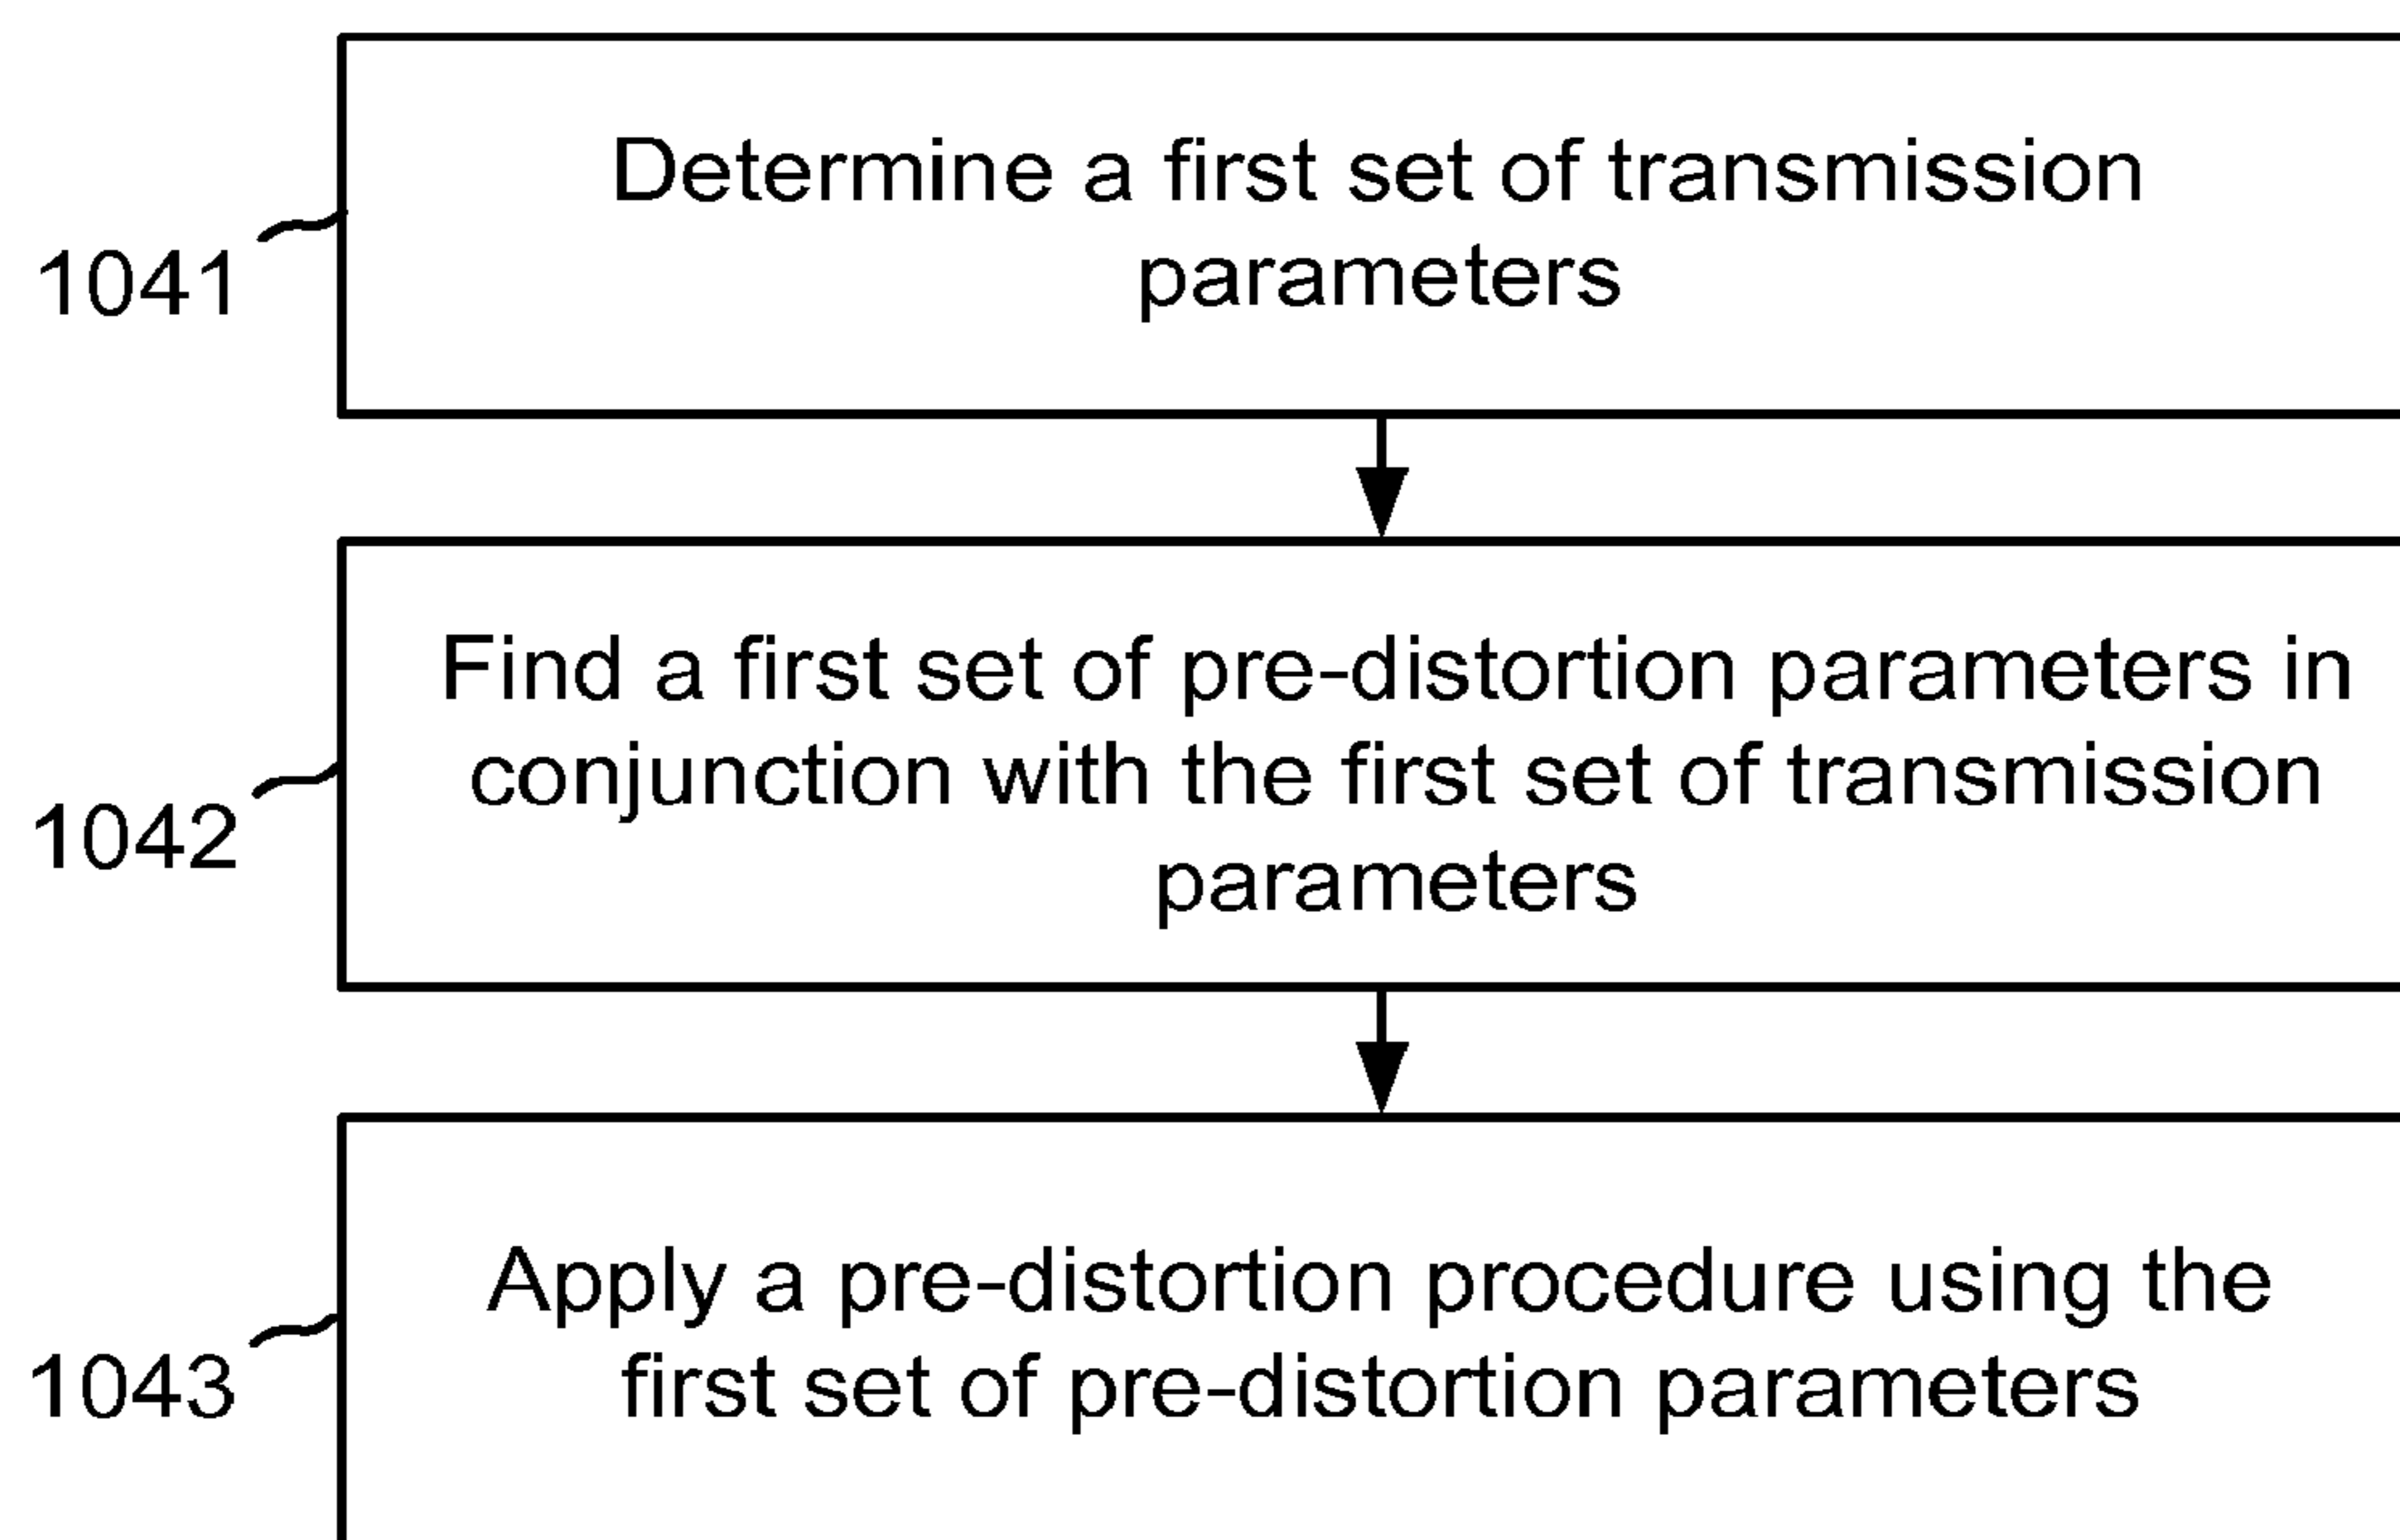 Determine a first set of transmission
parameters
1041
Find a first set of pre-distortion parameters in
conjunction with the first set of transmission
parameters
1042
Apply a pre-distortion procedure using the
first set of pre-distortion parameters
1043